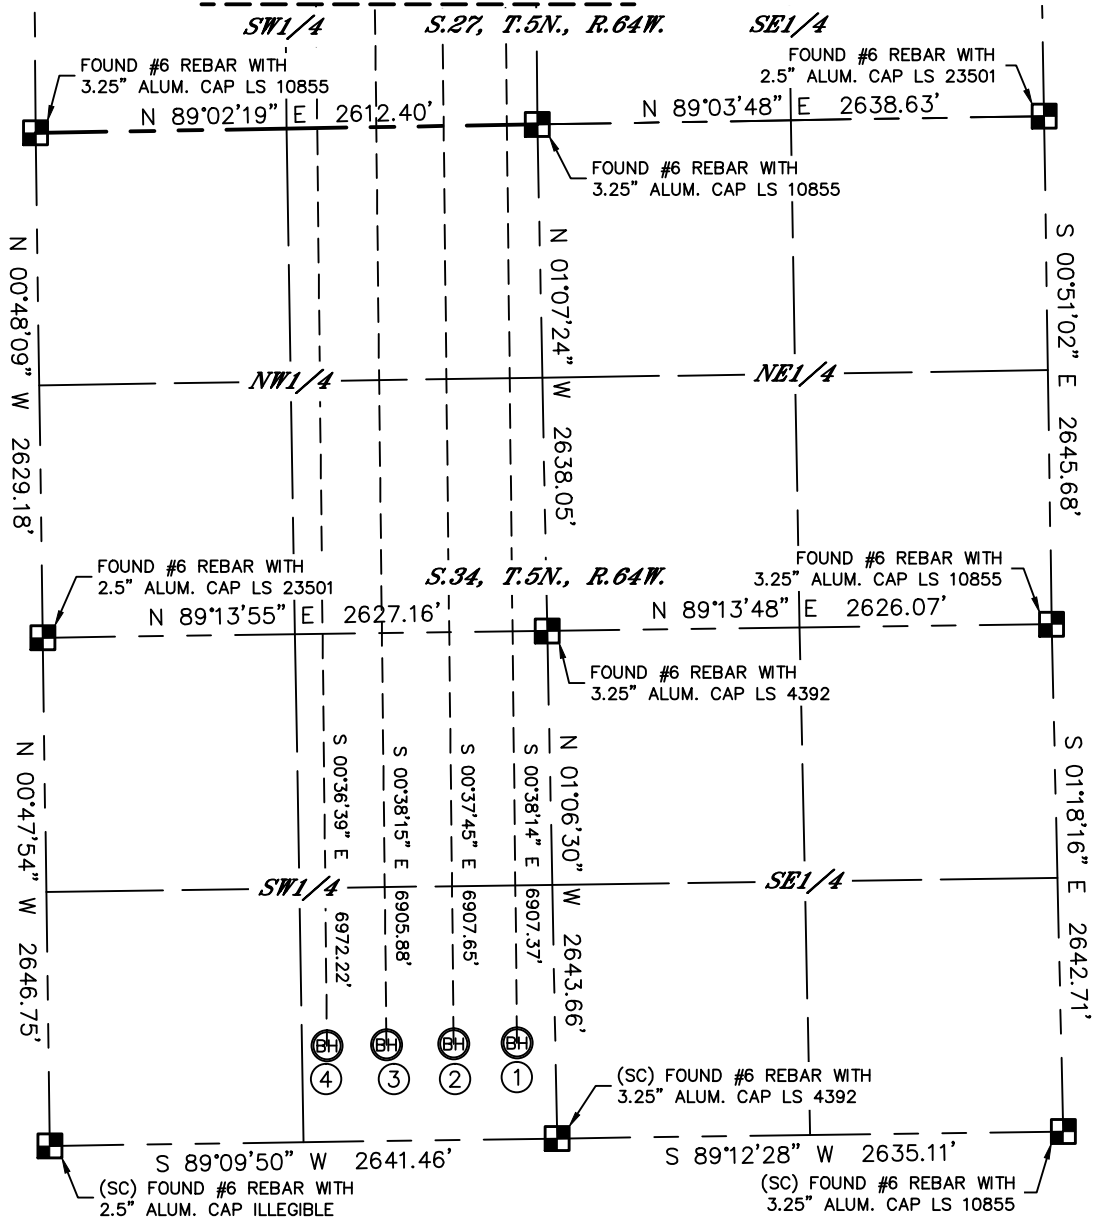 SW1/4
S.27, T.5N., R.64W.
SE1/4
FOUND #6 REBAR WITH
3.25" ALUM. CAP LS 10855
FOUND #6 REBAR WITH
2.5" ALUM. CAP LS 23501
N 89°02'19" E 2612.40'
N 89°03'48" E 2638.63'
FOUND #6 REBAR WITH
3.25" ALUM. CAP LS 10855
N 00°48'09" W 2629.18'
N 01°07'24" W 2638.05'
S 00°51'02" E 2645.68'
NW1/4
NE1/4
FOUND #6 REBAR WITH
2.5" ALUM. CAP LS 23501
S.34, T.5N., R.64W.
FOUND #6 REBAR WITH
3.25" ALUM. CAP LS 10855
N 89°13'55" E 2627.16'
N 89°13'48" E 2626.07'
FOUND #6 REBAR WITH
3.25" ALUM. CAP LS 4392
N 00°47'54" W 2646.75'
S 00°36'39" E 6972.22'
S 00°38'15" E 6905.88'
S 00°37'45" E 6907.65'
S 00°38'14" E 6907.37'
N 01°06'30" W 2643.66'
S 01°18'16" E 2642.71'
SW1/4
SE1/4
BH
BH
BH
BH
4
3
2
1
(SC) FOUND #6 REBAR WITH
3.25" ALUM. CAP LS 4392
S 89°09'50" W 2641.46'
S 89°12'28" W 2635.11'
(SC) FOUND #6 REBAR WITH
2.5" ALUM. CAP ILLEGIBLE
(SC) FOUND #6 REBAR WITH
3.25" ALUM. CAP LS 10855